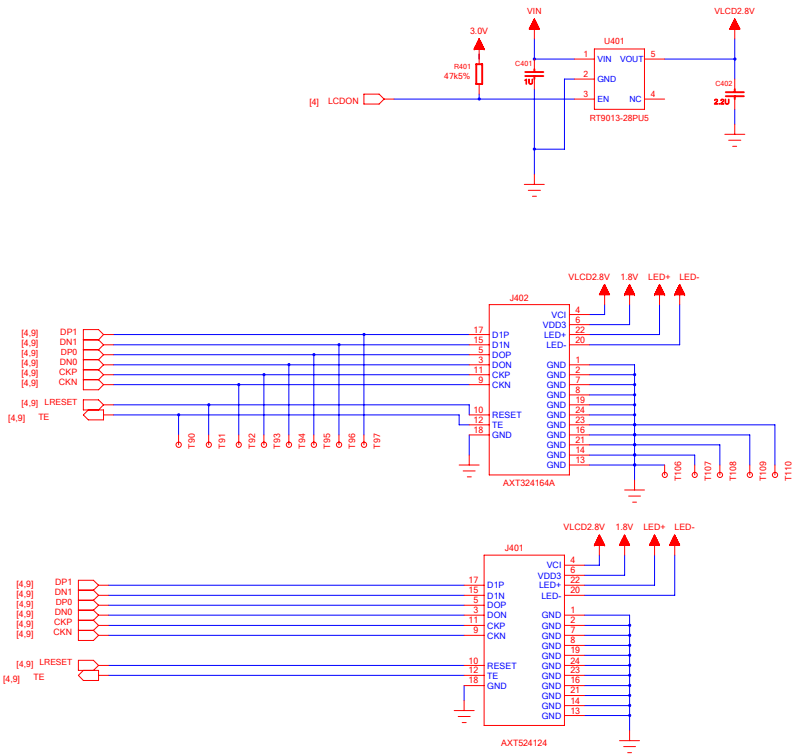 VIN
VLCD2.8V
3.0V
U401
R401
47k5%
C401
1U
1 VIN VOUT 5
2 GND
3 EN NC 4
RT9013-28PU5
C402
2.2U
[4] LCDON
VLCD2.8V 1.8V LED+ LED-
J402
VCI 4
VDD3 6
[4,9] DP1 17 D1P LED+ 22
[4,9] DN1 15 D1N LED- 20
[4,9] DP0 5 DOP
[4,9] DN0 3 DON GND 1
[4,9] CKP 11 CKP GND 2
[4,9] CKN 9 CKN GND 7
GND 8
[4,9] LRESET GND 19
10 RESET GND 24
[4,9] TE 12 TE GND 23
18 GND GND 16
GND 21
GND 14
GND 13
T90 T91 T92 T93 T94 T95 T96 T97
T106 T107 T108 T109 T110
AXT324164A
VLCD2.8V 1.8V LED+ LED-
J401
VCI 4
VDD3 6
[4,9] DP1 17 D1P LED+ 22
[4,9] DN1 15 D1N LED- 20
[4,9] DP0 5 DOP
[4,9] DN0 3 DON GND 1
[4,9] CKP 11 CKP GND 2
[4,9] CKN 9 CKN GND 7
GND 8
GND 19
[4,9] LRESET 10 RESET GND 24
[4,9] TE 12 TE GND 23
18 GND GND 16
GND 21
GND 14
GND 13
AXT524124